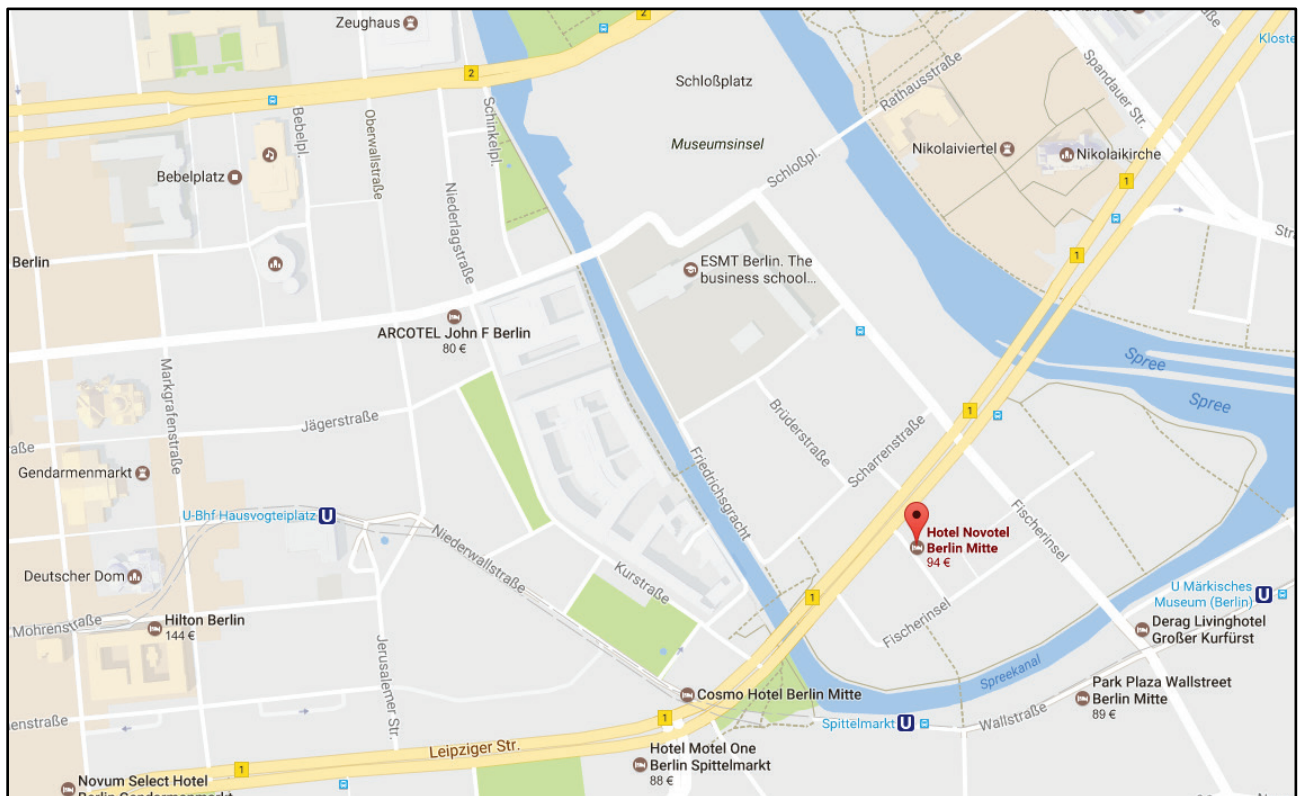 Zeughaus
2
2
Schloßplatz
Museumsinsel
Rathausstraße
Spandauer Str.
Kloste
Bebelpl.
Oberwallstraße
Schinkelpl.
Niederlagstraße
Bebelplatz
Nikolaiviertel
Nikolaikirche
1
Schloßpl.
Berlin
1
Stra
ESMT Berlin. The
business school...
ARCOTEL John F Berlin
80 €
Markgrafenstraße
Spree
Spree
Jägerstraße
aße
Brüderstraße
Scharrenstraße
1
Gendarmenmarkt
Friedrichsgracht
U-Bhf Hausvogteiplatz U
Niederwallstraße
Hotel Novotel
Berlin Mitte
94 €
Fischerinsel
Deutscher Dom
Kurstraße
1
Fischerinsel
U Märkisches
Museum (Berlin) U
Mohrenstraße
Hilton Berlin
144 €
Derag Livinghotel
Großer Kurfürst
Jerusalemer Str.
Spreekanal
Cosmo Hotel Berlin Mitte
Park Plaza Wallstreet
Berlin Mitte
89 €
enstraße
1
Spittelmarkt U
Wallstraße
Leipziger Str.
Hotel Motel One
Berlin Spittelmarkt
88 €
1
Novum Select Hotel